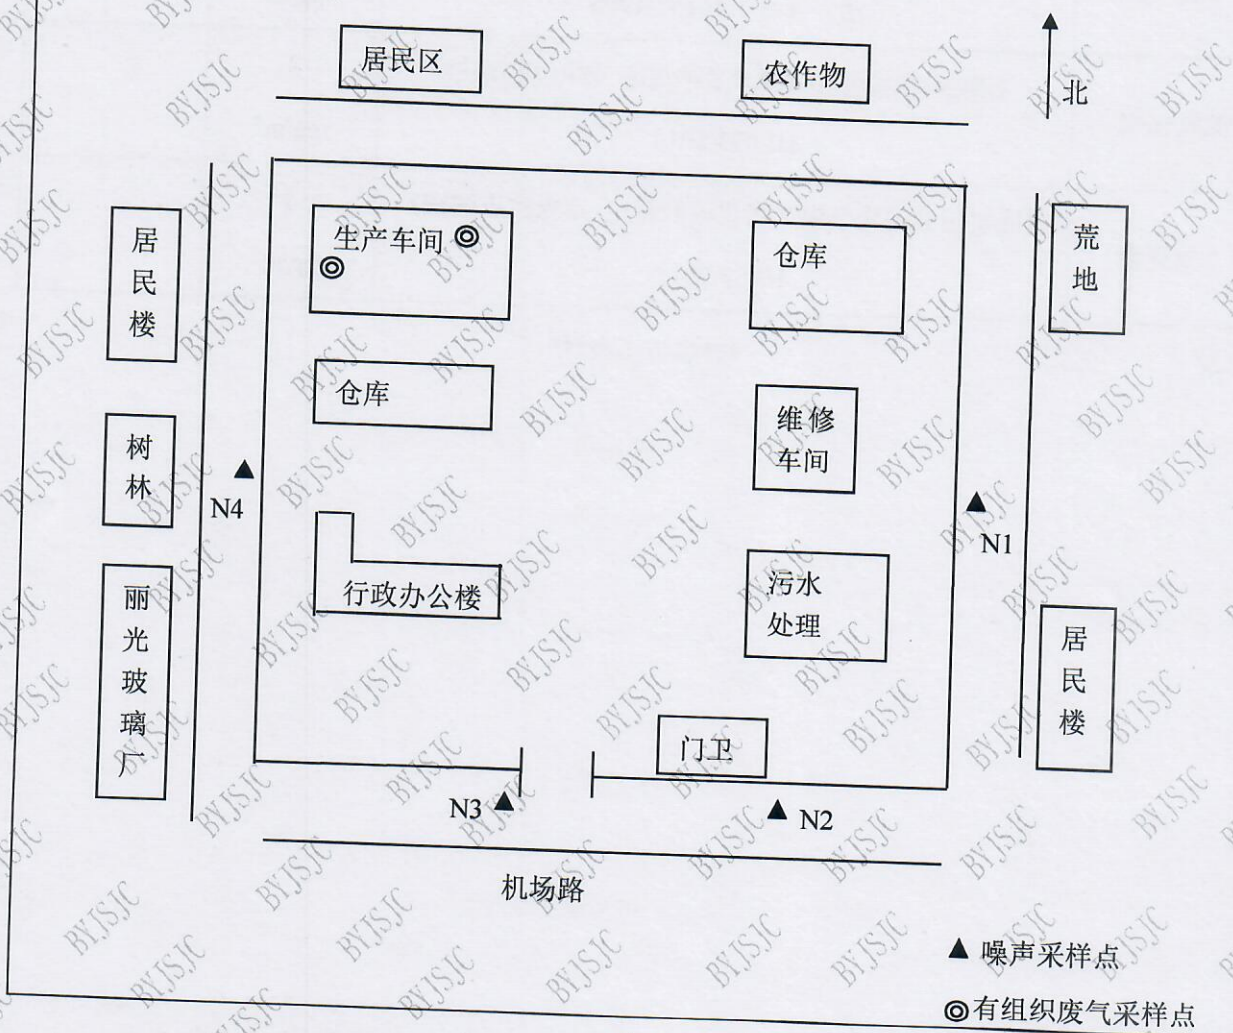 居民区
农作物
北
居民楼
生产车间
仓库
荒地
仓库
树林
维修
车间
N4
N1
丽光玻璃厂
行政办公楼
污水
处理
居民楼
门卫
N3
N2
机场路
▲ 噪声采样点
◎有组织废气采样点
BYJSJC